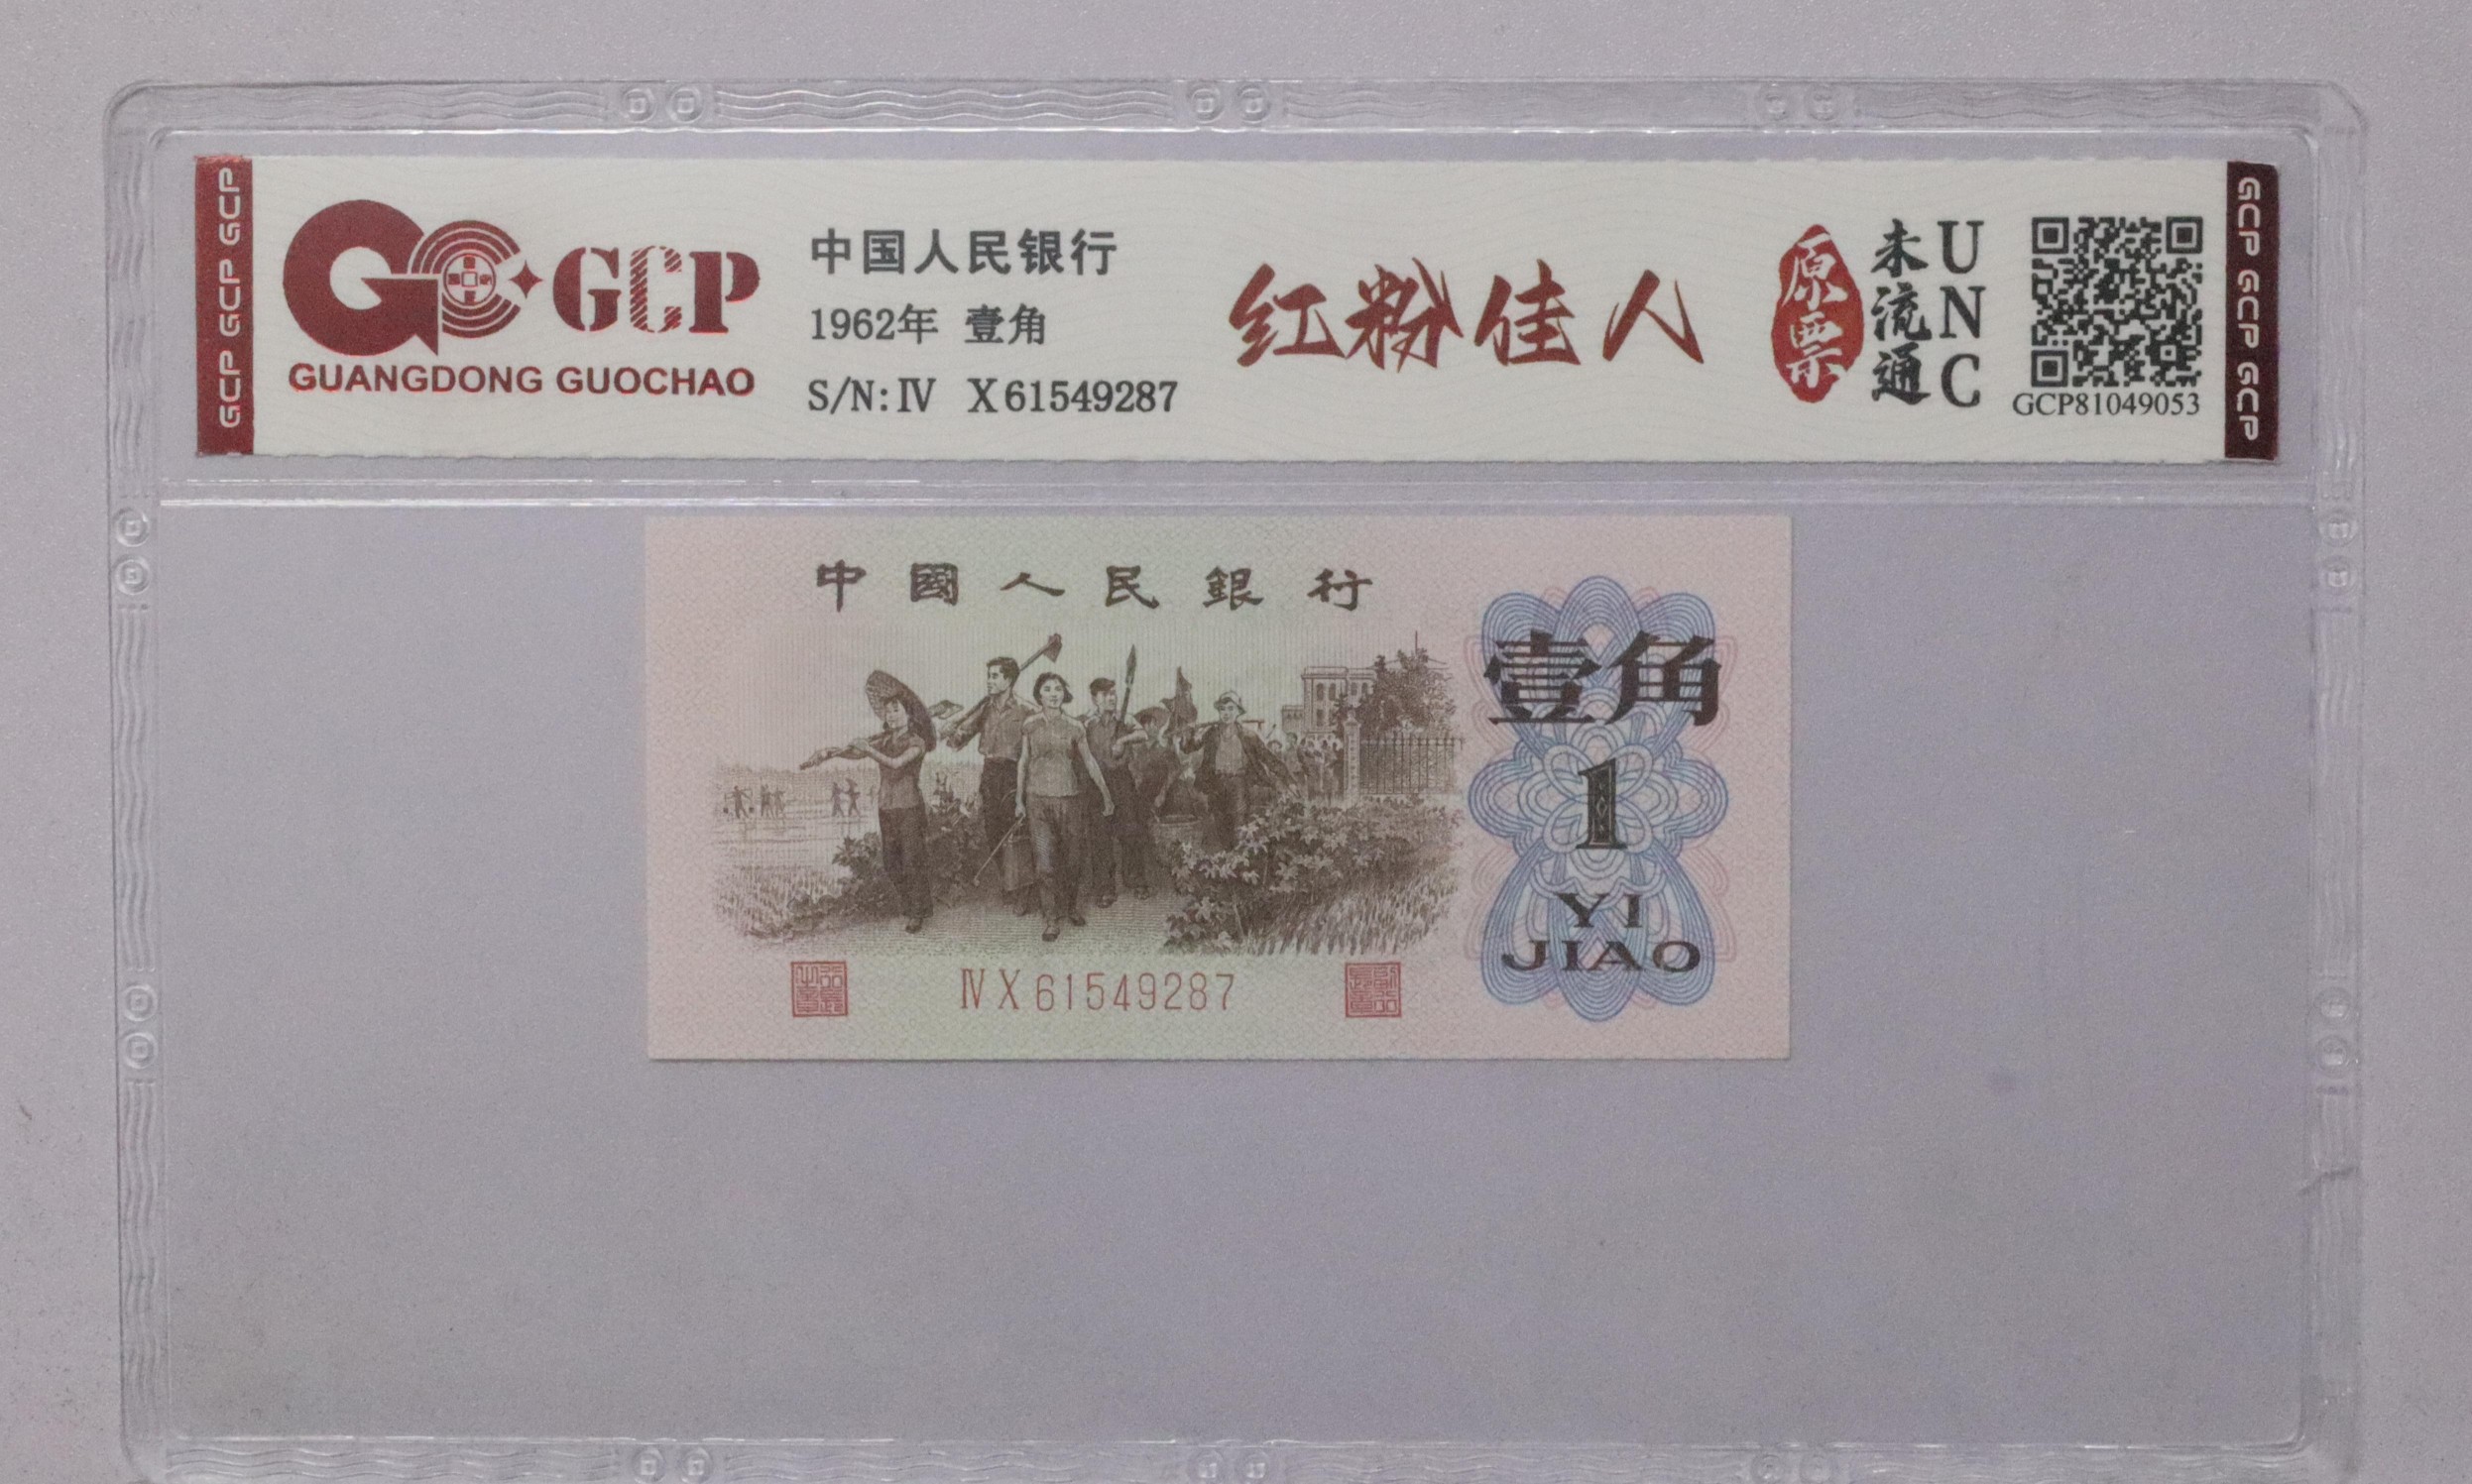 GCP GCP GCP
GCP
GUANGDONG GUOCHAO
中国人民银行
1962年 壹角
S/N:Ⅳ X61549287
红粉佳人
原票
未流通
UNC
GCP81049053
GCP GCP GCP
中國人民銀行
壹角
1
YI
JIAO
ⅣX61549287